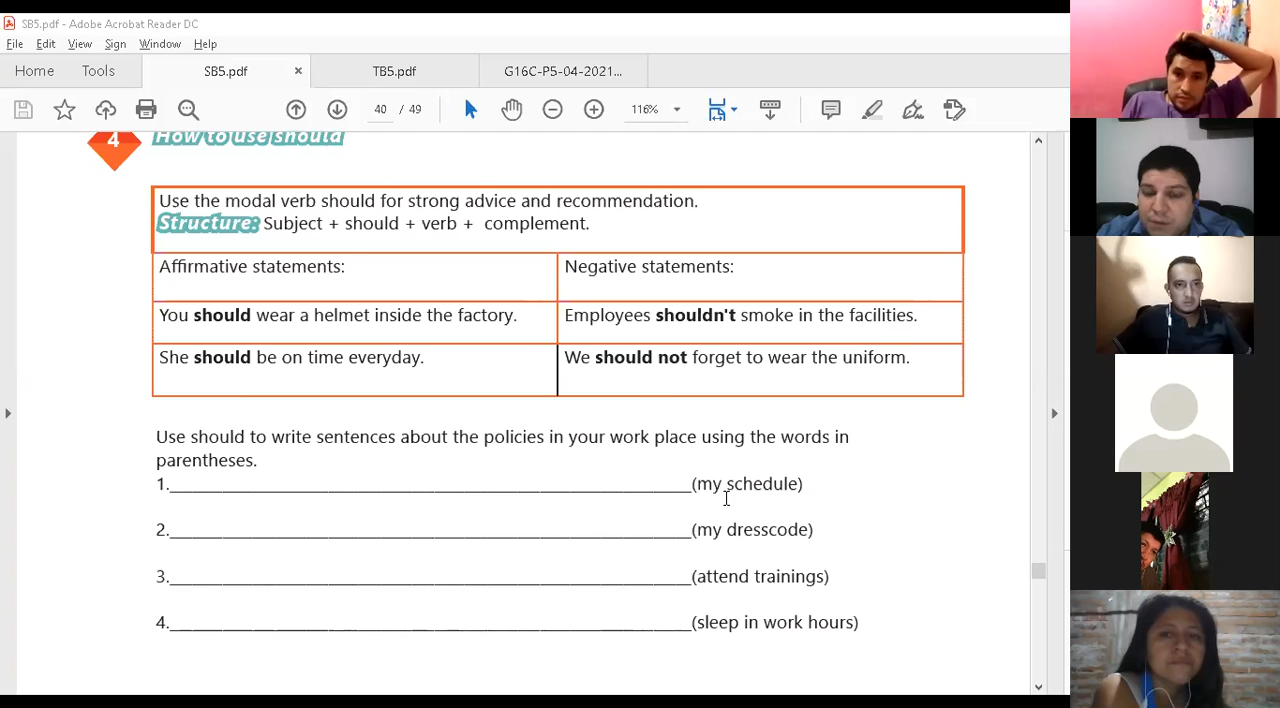 SB5.pdf - Adobe Acrobat Reader DC
File Edit View Sign Window Help
Home Tools SB5.pdf × TB5.pdf G16C-P5-04-2021...
40 / 49 116%
4 How to use should
Use the modal verb should for strong advice and recommendation.
Structure: Subject + should + verb + complement.
Affirmative statements: Negative statements:
You should wear a helmet inside the factory. Employees shouldn't smoke in the facilities.
She should be on time everyday. We should not forget to wear the uniform.
Use should to write sentences about the policies in your work place using the words in
parentheses.
1.______________________________________________(my schedule)
2.______________________________________________(my dresscode)
3.______________________________________________(attend trainings)
4.______________________________________________(sleep in work hours)